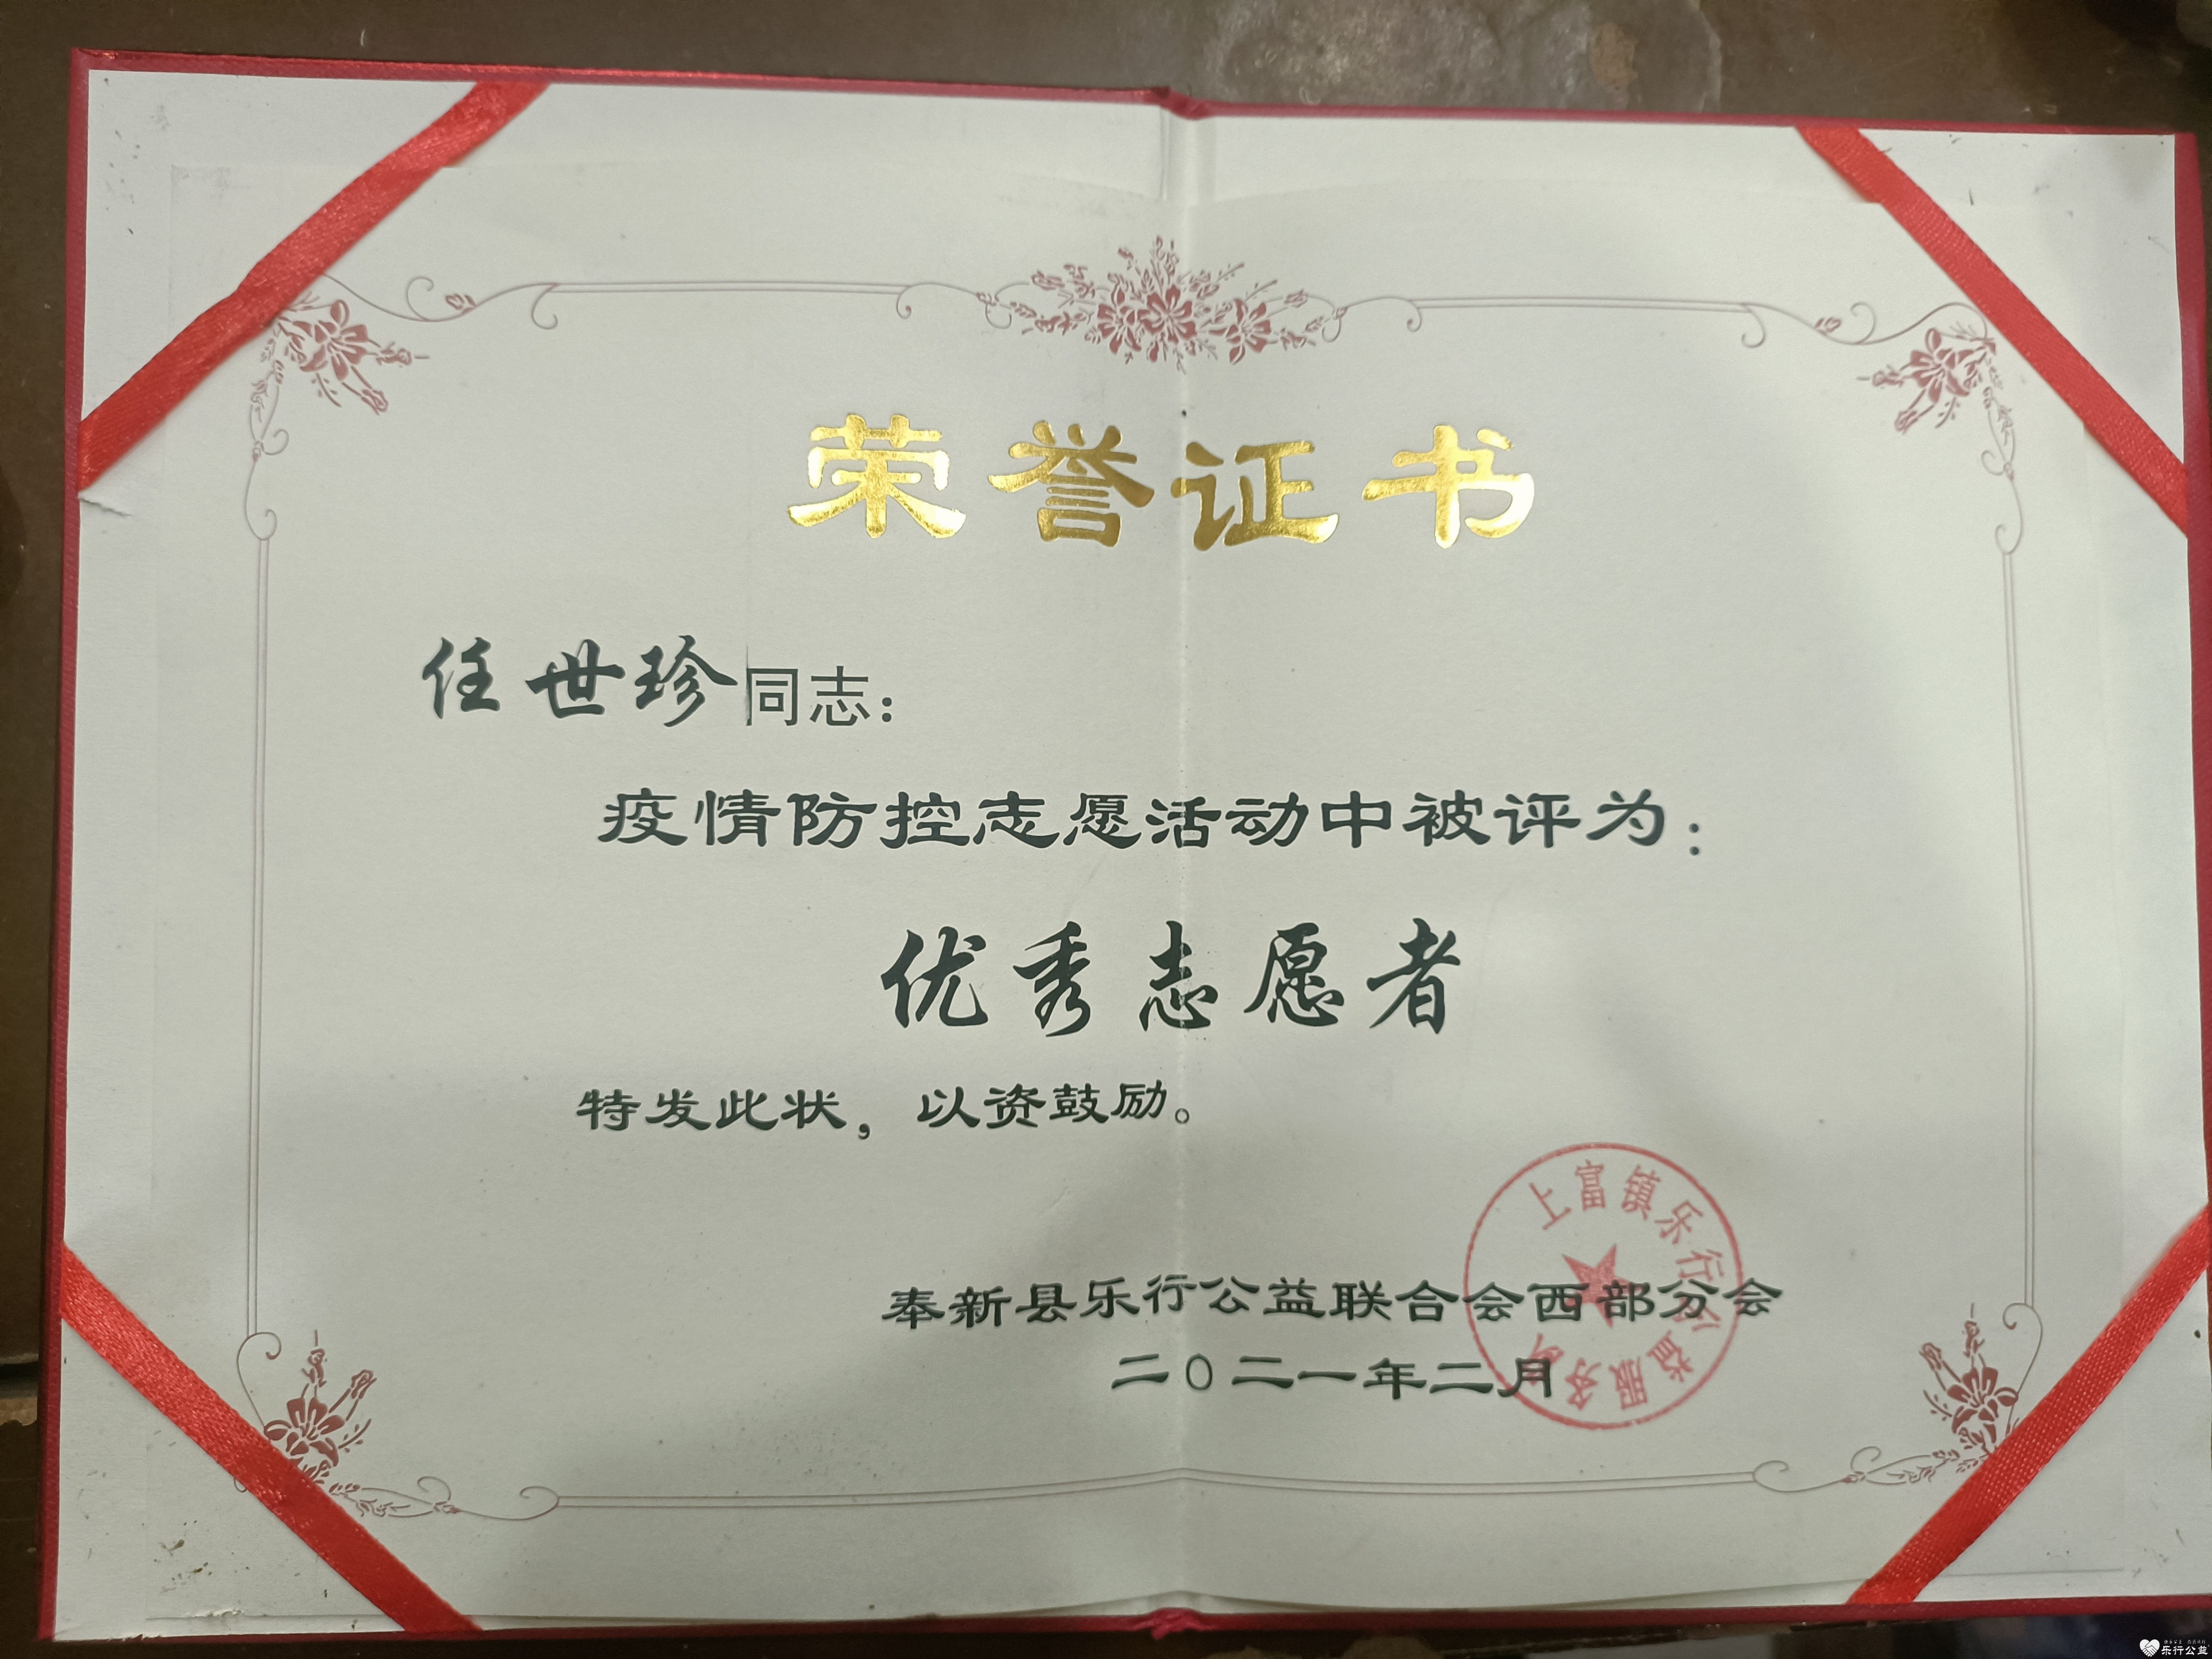 荣誉证书
任世珍同志：
疫情防控志愿活动中被评为：
优秀志愿者
特发此状，以资鼓励。
上富镇乐行公益服务所
奉新县乐行公益联合会西部分会
二0二一年二月
乐行公益